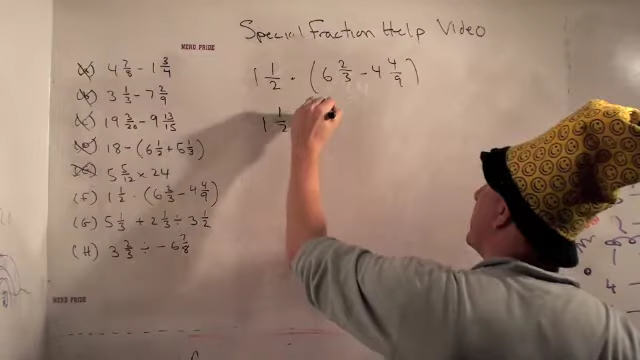 Special Fraction Help Video
NERD PRIDE
(A) 4 2/8 - 1 3/4
(B) 3 1/3 - 7 2/9
(C) 19 3/20 - 9 13/15
(D) 18 - (6 1/2 + 5 1/3)
(E) 5 5/12 × 24
(F) 1 1/2 · (6 2/3 - 4 4/9)
(G) 5 1/3 + 2 1/3 ÷ 3 1/2
(H) 3 2/3 ÷ - 6 7/8
NERD PRIDE
1 1/2 · (6 2/3 - 4 4/9)
1 1/2